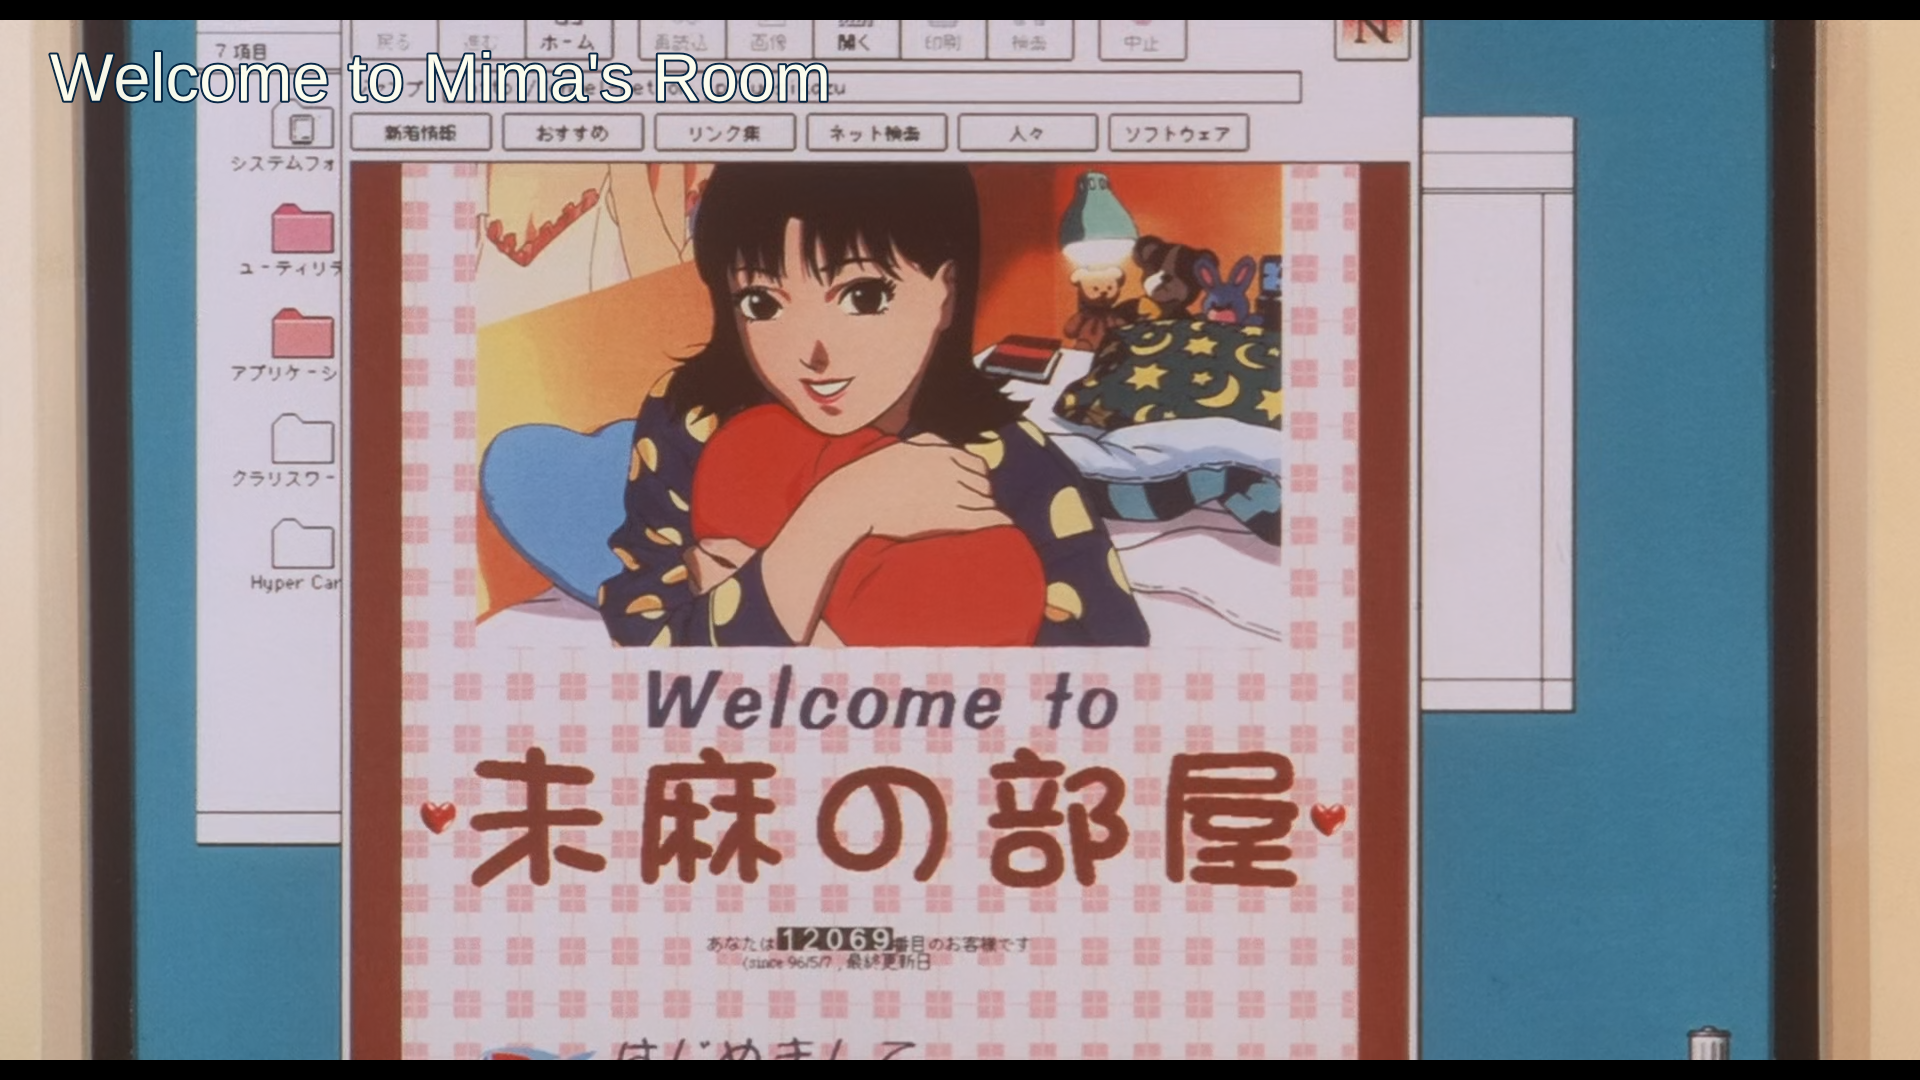 戻る 進む ホーム 再読込 画像 開く 印刷 検索 中止
N
7 項目
Welcome to Mima's Room
新着情報 おすすめ リンク集 ネット検索 人々 ソフトウェア
システムフォ
ユーティリテ
アプリケーシ
クラリスワー
Hyper Car
Welcome to
未麻の部屋
あなたは12069番目のお客様です
(since 96/5/7 , 最終更新日
はじめまして